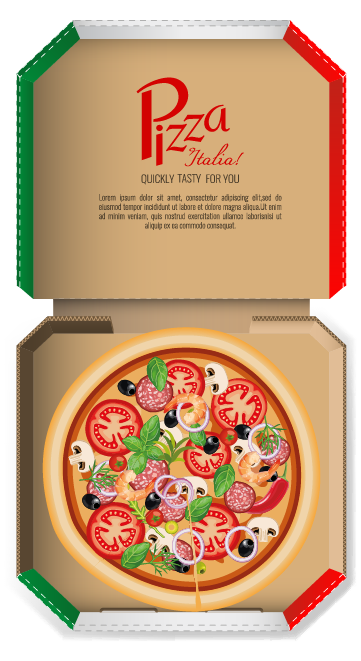 Pizza
Italia!
QUICKLY TASTY FOR YOU
Lorem ipsum dolor sit amet, consectetur adipiscing elit,sed do
eiusmod tempor incididunt ut labore et dolore magna aliqua.Ut enim
ad minim veniam, quis nostrud exercitation ullamco laborisnisl ut
aliquip ex ea commodo consequat.